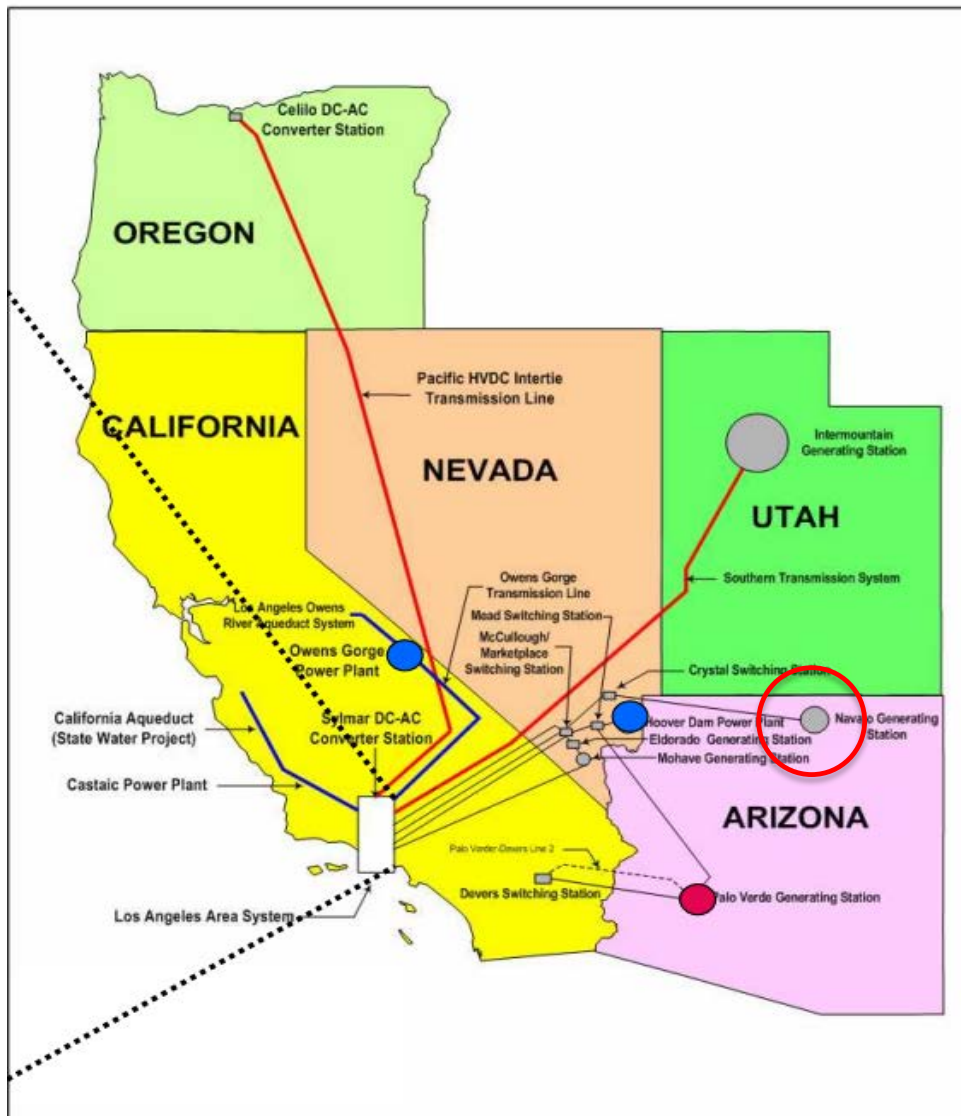 Celilo DC-AC
Converter Station
OREGON
Pacific HVDC Intertie
Transmission Line
CALIFORNIA
NEVADA
Intermountain
Generating Station
UTAH
Southern Transmission System
Owens Gorge
Transmission Line
Los Angeles Owens
River Aqueduct System
Mead Switching Station
McCullough/
Marketplace
Switching Station
Owens Gorge
Power Plant
Crystal Switching Station
California Aqueduct
(State Water Project)
Sylmar DC-AC
Converter Station
Hoover Dam Power Plant
Navajo Generating
Station
Eldorado Generating Station
Mohave Generating Station
Castaic Power Plant
ARIZONA
Palo Verder-Devers Line 2
Devers Switching Station
Palo Verde Generating Station
Los Angeles Area System